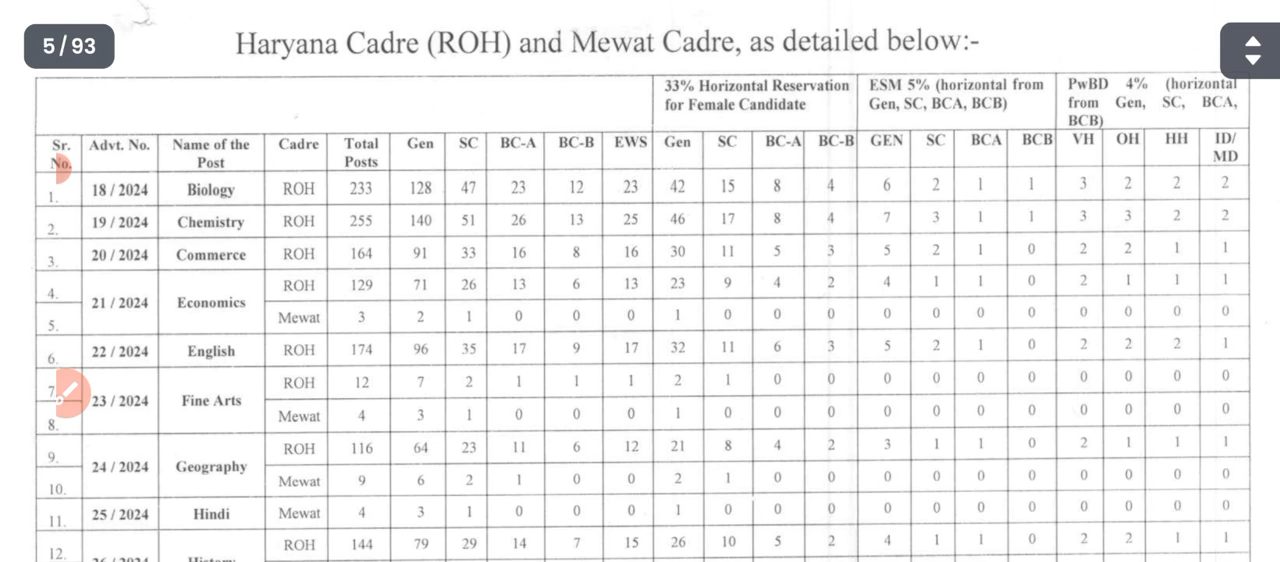 5 / 93
Haryana Cadre (ROH) and Mewat Cadre, as detailed below:-
33% Horizontal Reservation for Female Candidate | ESM 5% (horizontal from Gen, SC, BCA, BCB) | PwBD 4% (horizontal from Gen, SC, BCA, BCB)
Sr. No. | Advt. No. | Name of the Post | Cadre | Total Posts | Gen | SC | BC-A | BC-B | EWS | Gen | SC | BC-A | BC-B | GEN | SC | BCA | BCB | VH | OH | HH | ID/ MD
1. | 18 / 2024 | Biology | ROH | 233 | 128 | 47 | 23 | 12 | 23 | 42 | 15 | 8 | 4 | 6 | 2 | 1 | 1 | 3 | 2 | 2 | 2
2. | 19 / 2024 | Chemistry | ROH | 255 | 140 | 51 | 26 | 13 | 25 | 46 | 17 | 8 | 4 | 7 | 3 | 1 | 1 | 3 | 3 | 2 | 2
3. | 20 / 2024 | Commerce | ROH | 164 | 91 | 33 | 16 | 8 | 16 | 30 | 11 | 5 | 3 | 5 | 2 | 1 | 0 | 2 | 2 | 1 | 1
4. | 21 / 2024 | Economics | ROH | 129 | 71 | 26 | 13 | 6 | 13 | 23 | 9 | 4 | 2 | 4 | 1 | 1 | 0 | 2 | 1 | 1 | 1
5. | Mewat | 3 | 2 | 1 | 0 | 0 | 0 | 1 | 0 | 0 | 0 | 0 | 0 | 0 | 0 | 0 | 0 | 0 | 0
6. | 22 / 2024 | English | ROH | 174 | 96 | 35 | 17 | 9 | 17 | 32 | 11 | 6 | 3 | 5 | 2 | 1 | 0 | 2 | 2 | 2 | 1
7. | 23 / 2024 | Fine Arts | ROH | 12 | 7 | 2 | 1 | 1 | 1 | 2 | 1 | 0 | 0 | 0 | 0 | 0 | 0 | 0 | 0 | 0 | 0
8. | Mewat | 4 | 3 | 1 | 0 | 0 | 0 | 1 | 0 | 0 | 0 | 0 | 0 | 0 | 0 | 0 | 0 | 0 | 0
9. | 24 / 2024 | Geography | ROH | 116 | 64 | 23 | 11 | 6 | 12 | 21 | 8 | 4 | 2 | 3 | 1 | 1 | 0 | 2 | 1 | 1 | 1
10. | Mewat | 9 | 6 | 2 | 1 | 0 | 0 | 2 | 1 | 0 | 0 | 0 | 0 | 0 | 0 | 0 | 0 | 0 | 0
11. | 25 / 2024 | Hindi | Mewat | 4 | 3 | 1 | 0 | 0 | 0 | 1 | 0 | 0 | 0 | 0 | 0 | 0 | 0 | 0 | 0 | 0 | 0
12. | ROH | 144 | 79 | 29 | 14 | 7 | 15 | 26 | 10 | 5 | 2 | 4 | 1 | 1 | 0 | 2 | 2 | 1 | 1